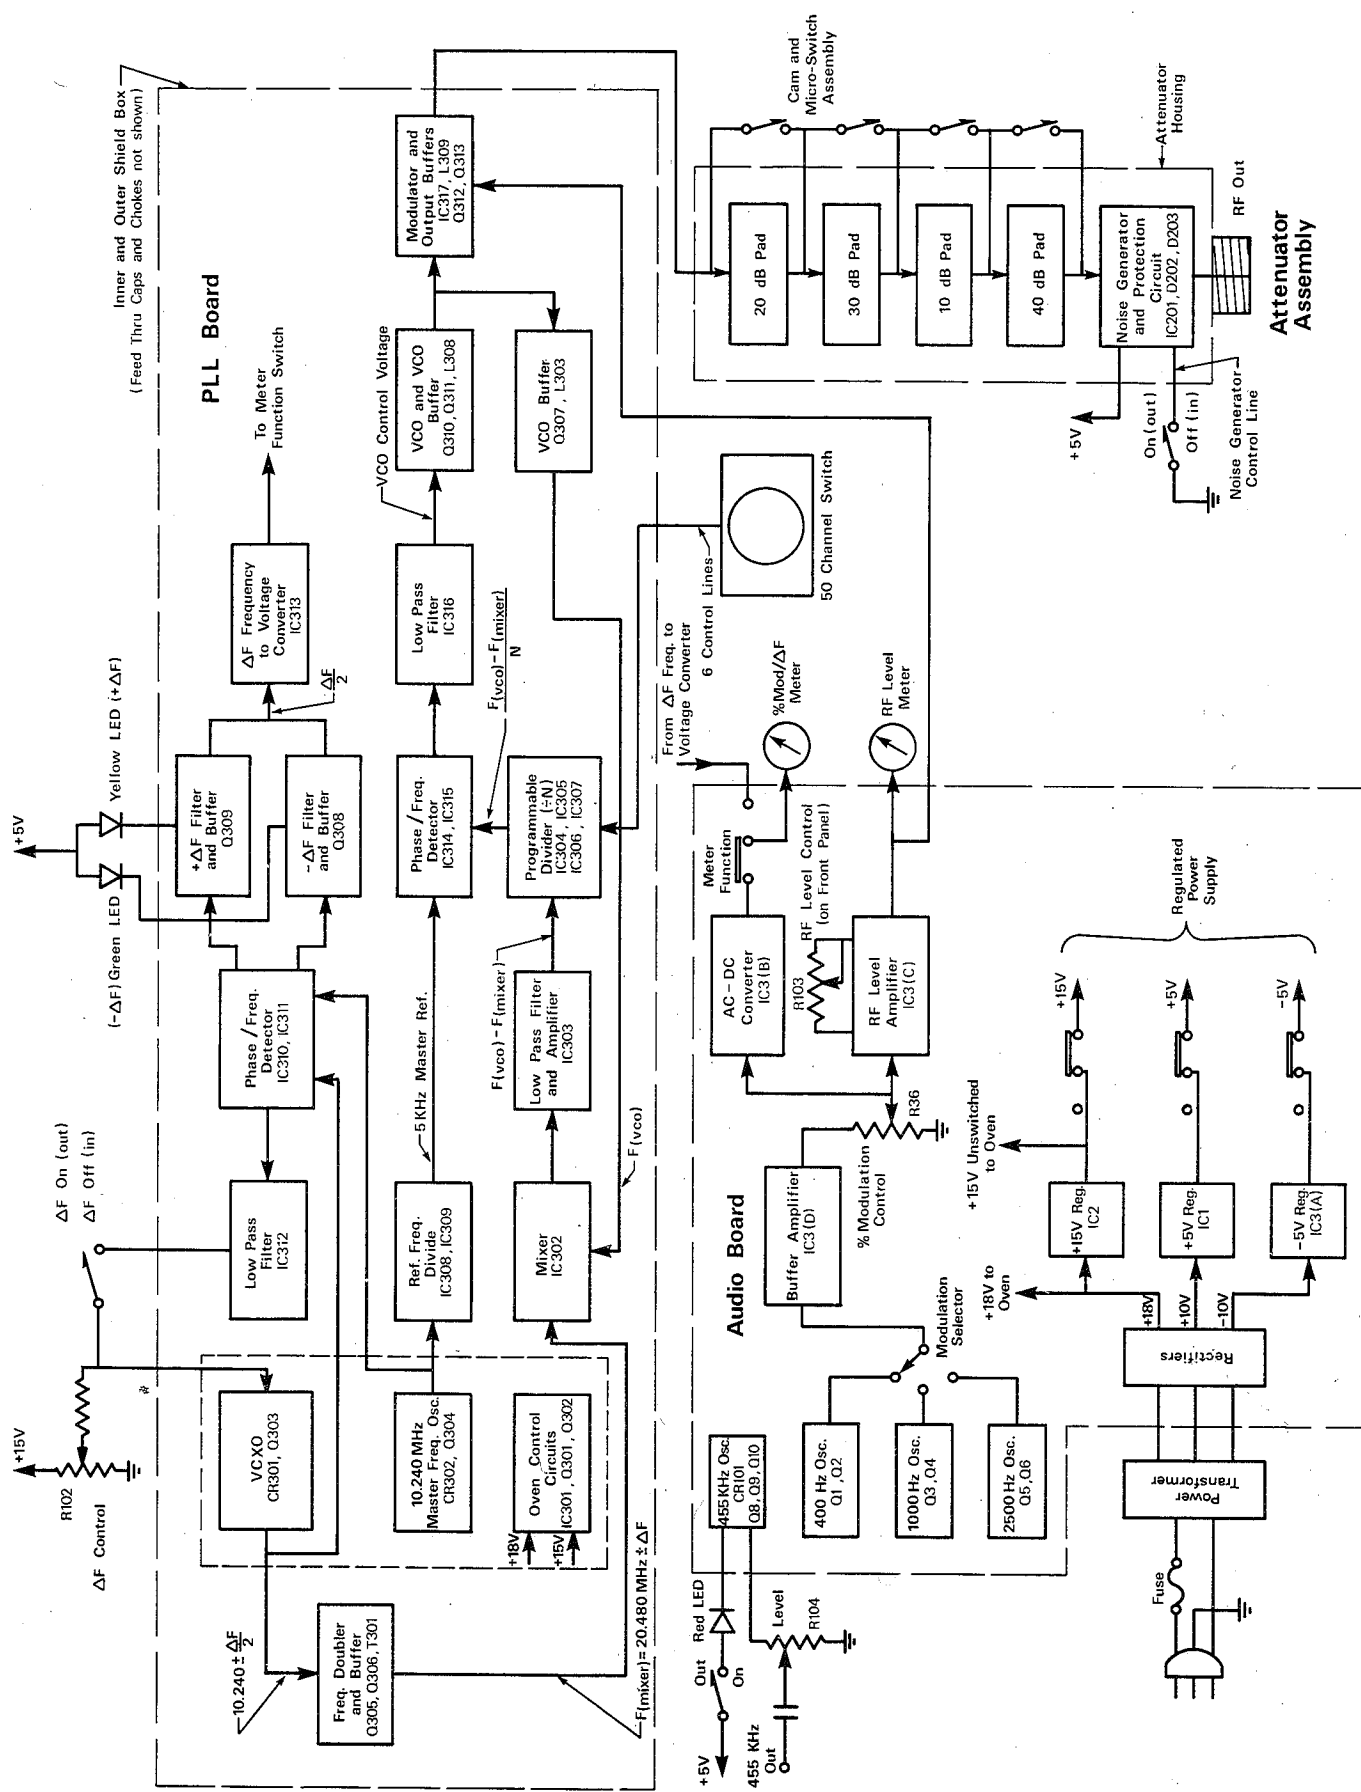 Inner and Outer Shield Box
(Feed Thru Caps and Chokes not shown)
PLL Board
+15V
R102
ΔF Control
ΔF On (out)
ΔF Off (in)
+5V
(-ΔF) Green LED
Yellow LED (+ΔF)
VCXO
CR301, Q303
Low Pass
Filter
IC312
Phase / Freq.
Detector
IC310, IC311
+ΔF Filter
and Buffer
Q309
-ΔF Filter
and Buffer
Q308
ΔF
2
ΔF Frequency
to Voltage
Converter
IC313
To Meter
Function Switch
10.240 ± ΔF
2
Freq. Doubler
and Buffer
Q305, Q306, T301
F(mixer) = 20.480 MHz ± ΔF
10.240 MHz
Master Freq. Osc.
CR302, Q304
Oven Control
Circuits
IC301, Q301, Q302
+18V
+15V
Ref. Freq.
Divide
IC308, IC309
5 KHz Master Ref.
Phase / Freq.
Detector
IC314, IC315
Low Pass
Filter
IC316
VCO Control Voltage
VCO and VCO
Buffer
Q310, Q311, L308
Modulator and
Output Buffers
IC317, L309
Q312, Q313
Mixer
IC302
Low Pass Filter
and Amplifier
IC303
F(vco) - F(mixer)
Programmable
Divider (÷N)
IC304, IC305
IC306, IC307
F(vco) - F(mixer)
N
VCO Buffer
Q307, L303
F(vco)
6 Control Lines
50 Channel Switch
Audio Board
+5V
Out
On
Red LED
455 KHz
Out
Level
R104
455KHz Osc.
CR101
Q8, Q9, Q10
400 Hz Osc.
Q1, Q2
1000 Hz Osc.
Q3, Q4
2500 Hz Osc.
Q5, Q6
Modulation
Selector
Buffer Amplifier
IC3 (D)
% Modulation
Control
R36
AC-DC
Converter
IC3 (B)
R103
RF Level Control
(on Front Panel)
RF Level
Amplifier
IC3 (C)
Meter
Function
From ΔF Freq. to
Voltage Converter
%Mod/ΔF
Meter
RF Level
Meter
Fuse
Power
Transformer
Rectifiers
+18V
+10V
-10V
+18V to
Oven
+15V Unswitched
to Oven
+15V Reg.
IC2
+5V Reg.
IC1
-5V Reg.
IC3 (A)
+15V
+5V
-5V
Regulated
Power
Supply
20 dB Pad
30 dB Pad
10 dB Pad
40 dB Pad
Cam and
Micro-Switch
Assembly
Attenuator
Housing
Noise Generator
and Protection
Circuit
IC201, D202, D203
+5V
On (out)
Off (in)
Noise Generator
Control Line
RF Out
Attenuator
Assembly